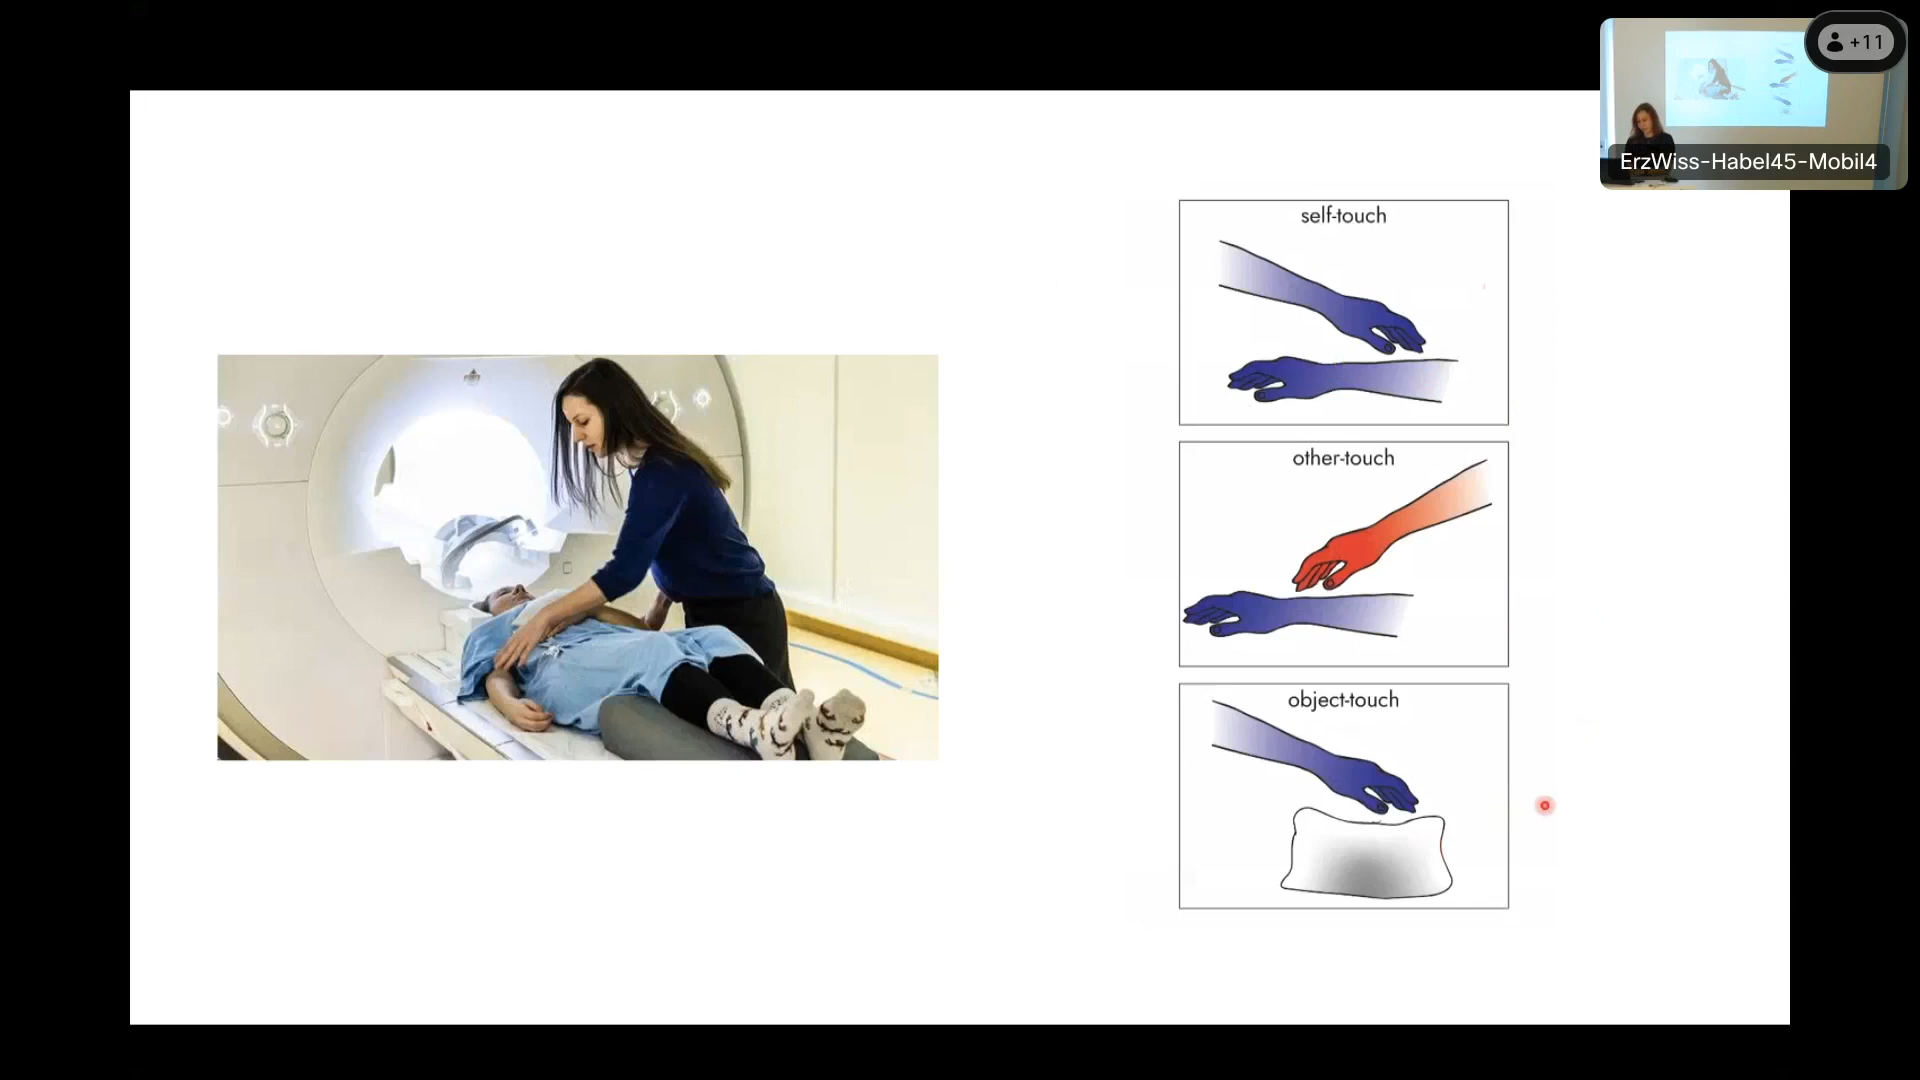 +11
ErzWiss-Habel45-Mobil4
self-touch
other-touch
object-touch